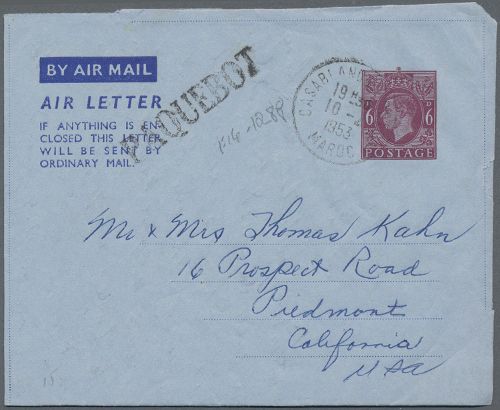 BY AIR MAIL
AIR LETTER
IF ANYTHING IS EN-
CLOSED THIS LETTER
WILL BE SENT BY
ORDINARY MAIL.
PAQUEBOT
1953
MAROC
6 D 6
POSTAGE
Mr & Mrs Thomas Kahn
16 Prospect Road
Piedmont
California
USA